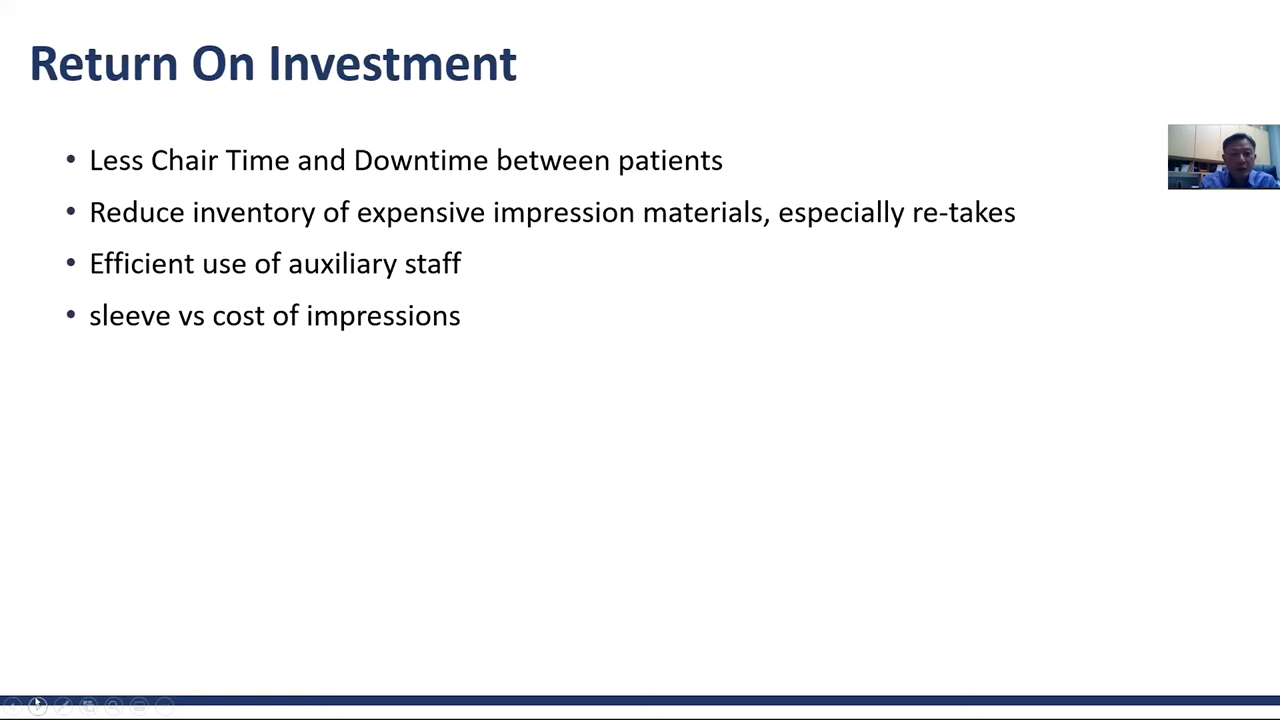 Return On Investment
• Less Chair Time and Downtime between patients
• Reduce inventory of expensive impression materials, especially re-takes
• Efficient use of auxiliary staff
• sleeve vs cost of impressions